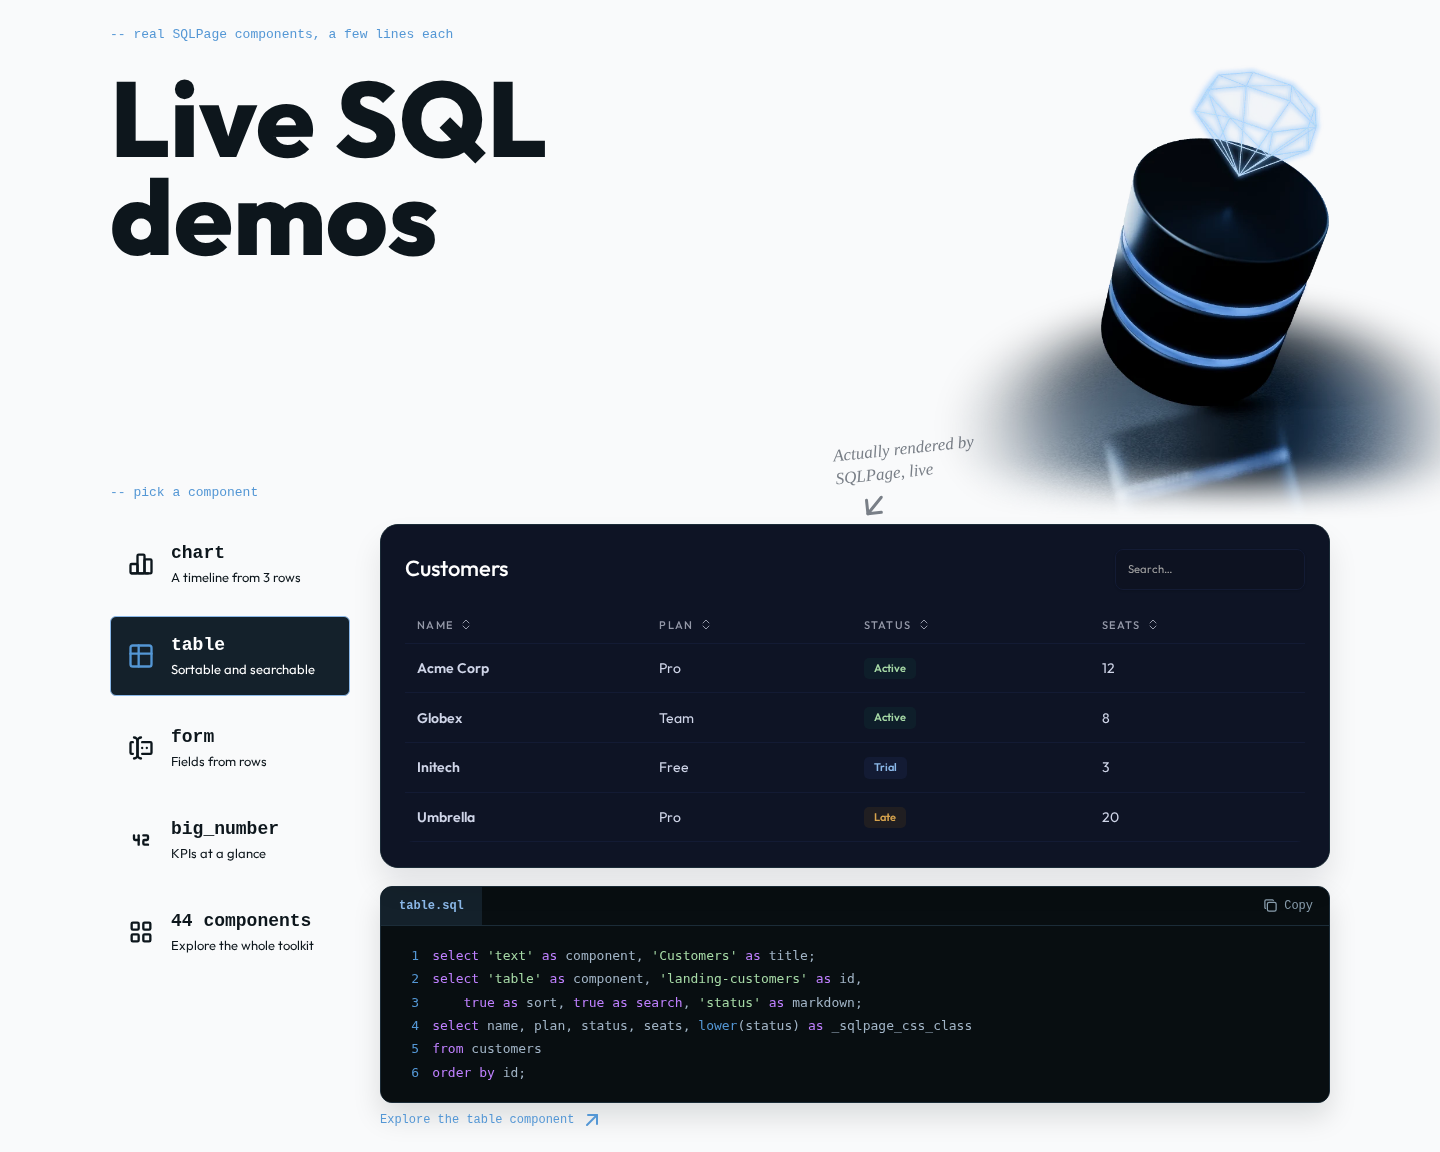 -- real SQLPage components, a few lines each
Live SQL
demos
Actually rendered by
SQLPage, live
-- pick a component
chart
A timeline from 3 rows
table
Sortable and searchable
form
Fields from rows
42
big_number
KPIs at a glance
44 components
Explore the whole toolkit
Customers
Search...
NAME PLAN STATUS SEATS
Acme Corp Pro Active 12
Globex Team Active 8
Initech Free Trial 3
Umbrella Pro Late 20
table.sql Copy
1 select 'text' as component, 'Customers' as title;
2 select 'table' as component, 'landing-customers' as id,
3     true as sort, true as search, 'status' as markdown;
4 select name, plan, status, seats, lower(status) as _sqlpage_css_class
5 from customers
6 order by id;
Explore the table component